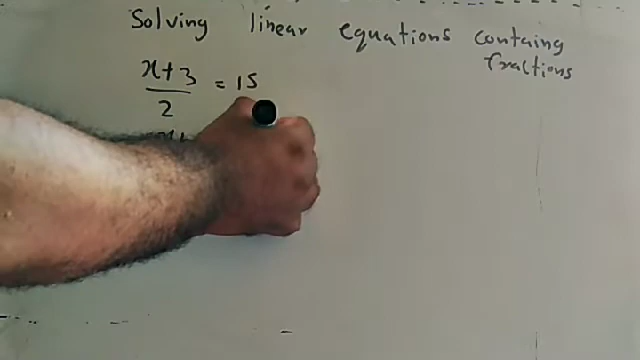 Solving linear equations containg
fractions
x+3
2
= 15